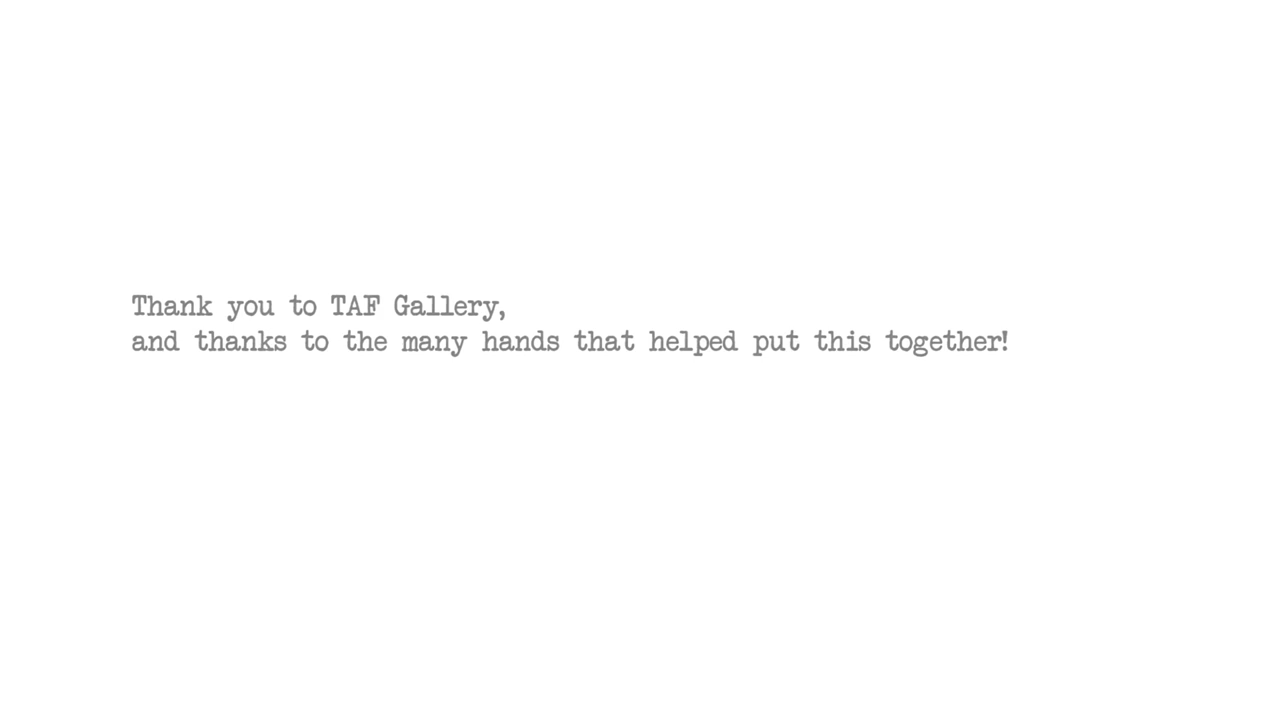 Thank you to TAF Gallery,
and thanks to the many hands that helped put this together!